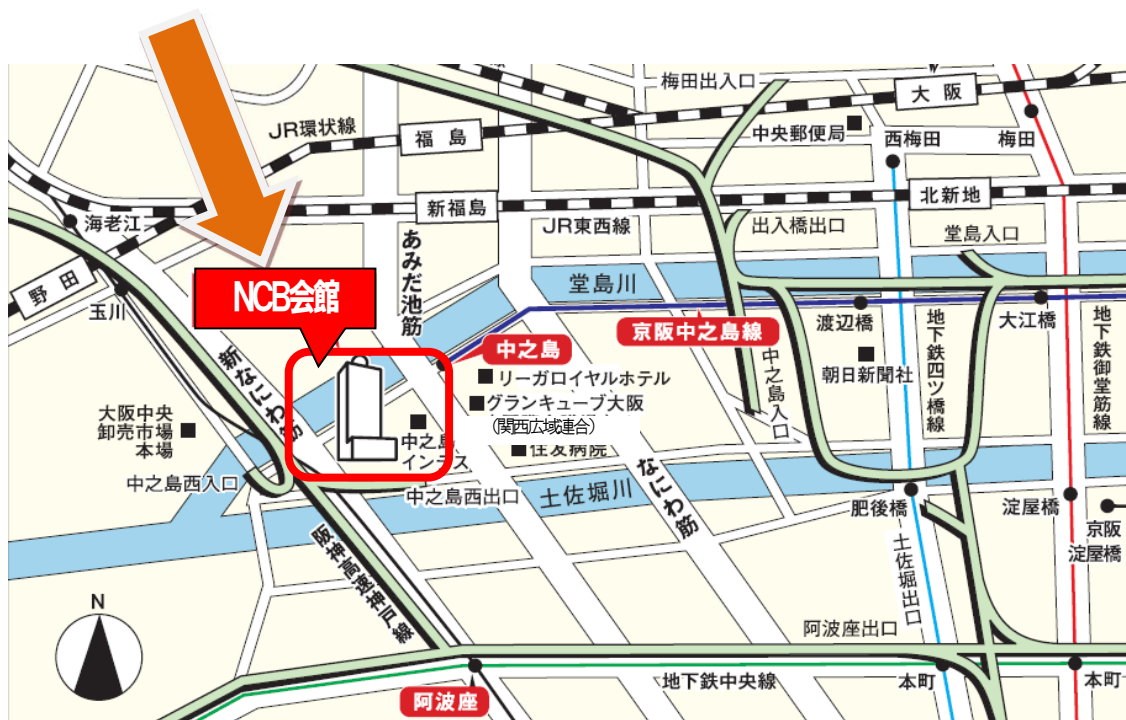 梅田出入口
大阪
JR環状線
福島
中央郵便局
西梅田
梅田
海老江
新福島
北新地
JR東西線
出入橋出口
堂島入口
あみだ池筋
野田
玉川
NCB会館
堂島川
京阪中之島線
渡辺橋
大江橋
中之島
新なにわ筋
リーガロイヤルホテル
グランキューブ大阪
(関西広域連合)
住友病院
朝日新聞社
中之島入口
地下鉄四ツ橋線
地下鉄御堂筋線
大阪中央
卸売市場
本場
中之島
インテス
中之島西入口
中之島西出口
土佐堀川
なにわ筋
肥後橋
淀屋橋
京阪
淀屋橋
阪神高速神戸線
土佐堀出口
N
阿波座出口
阿波座
地下鉄中央線
本町
本町